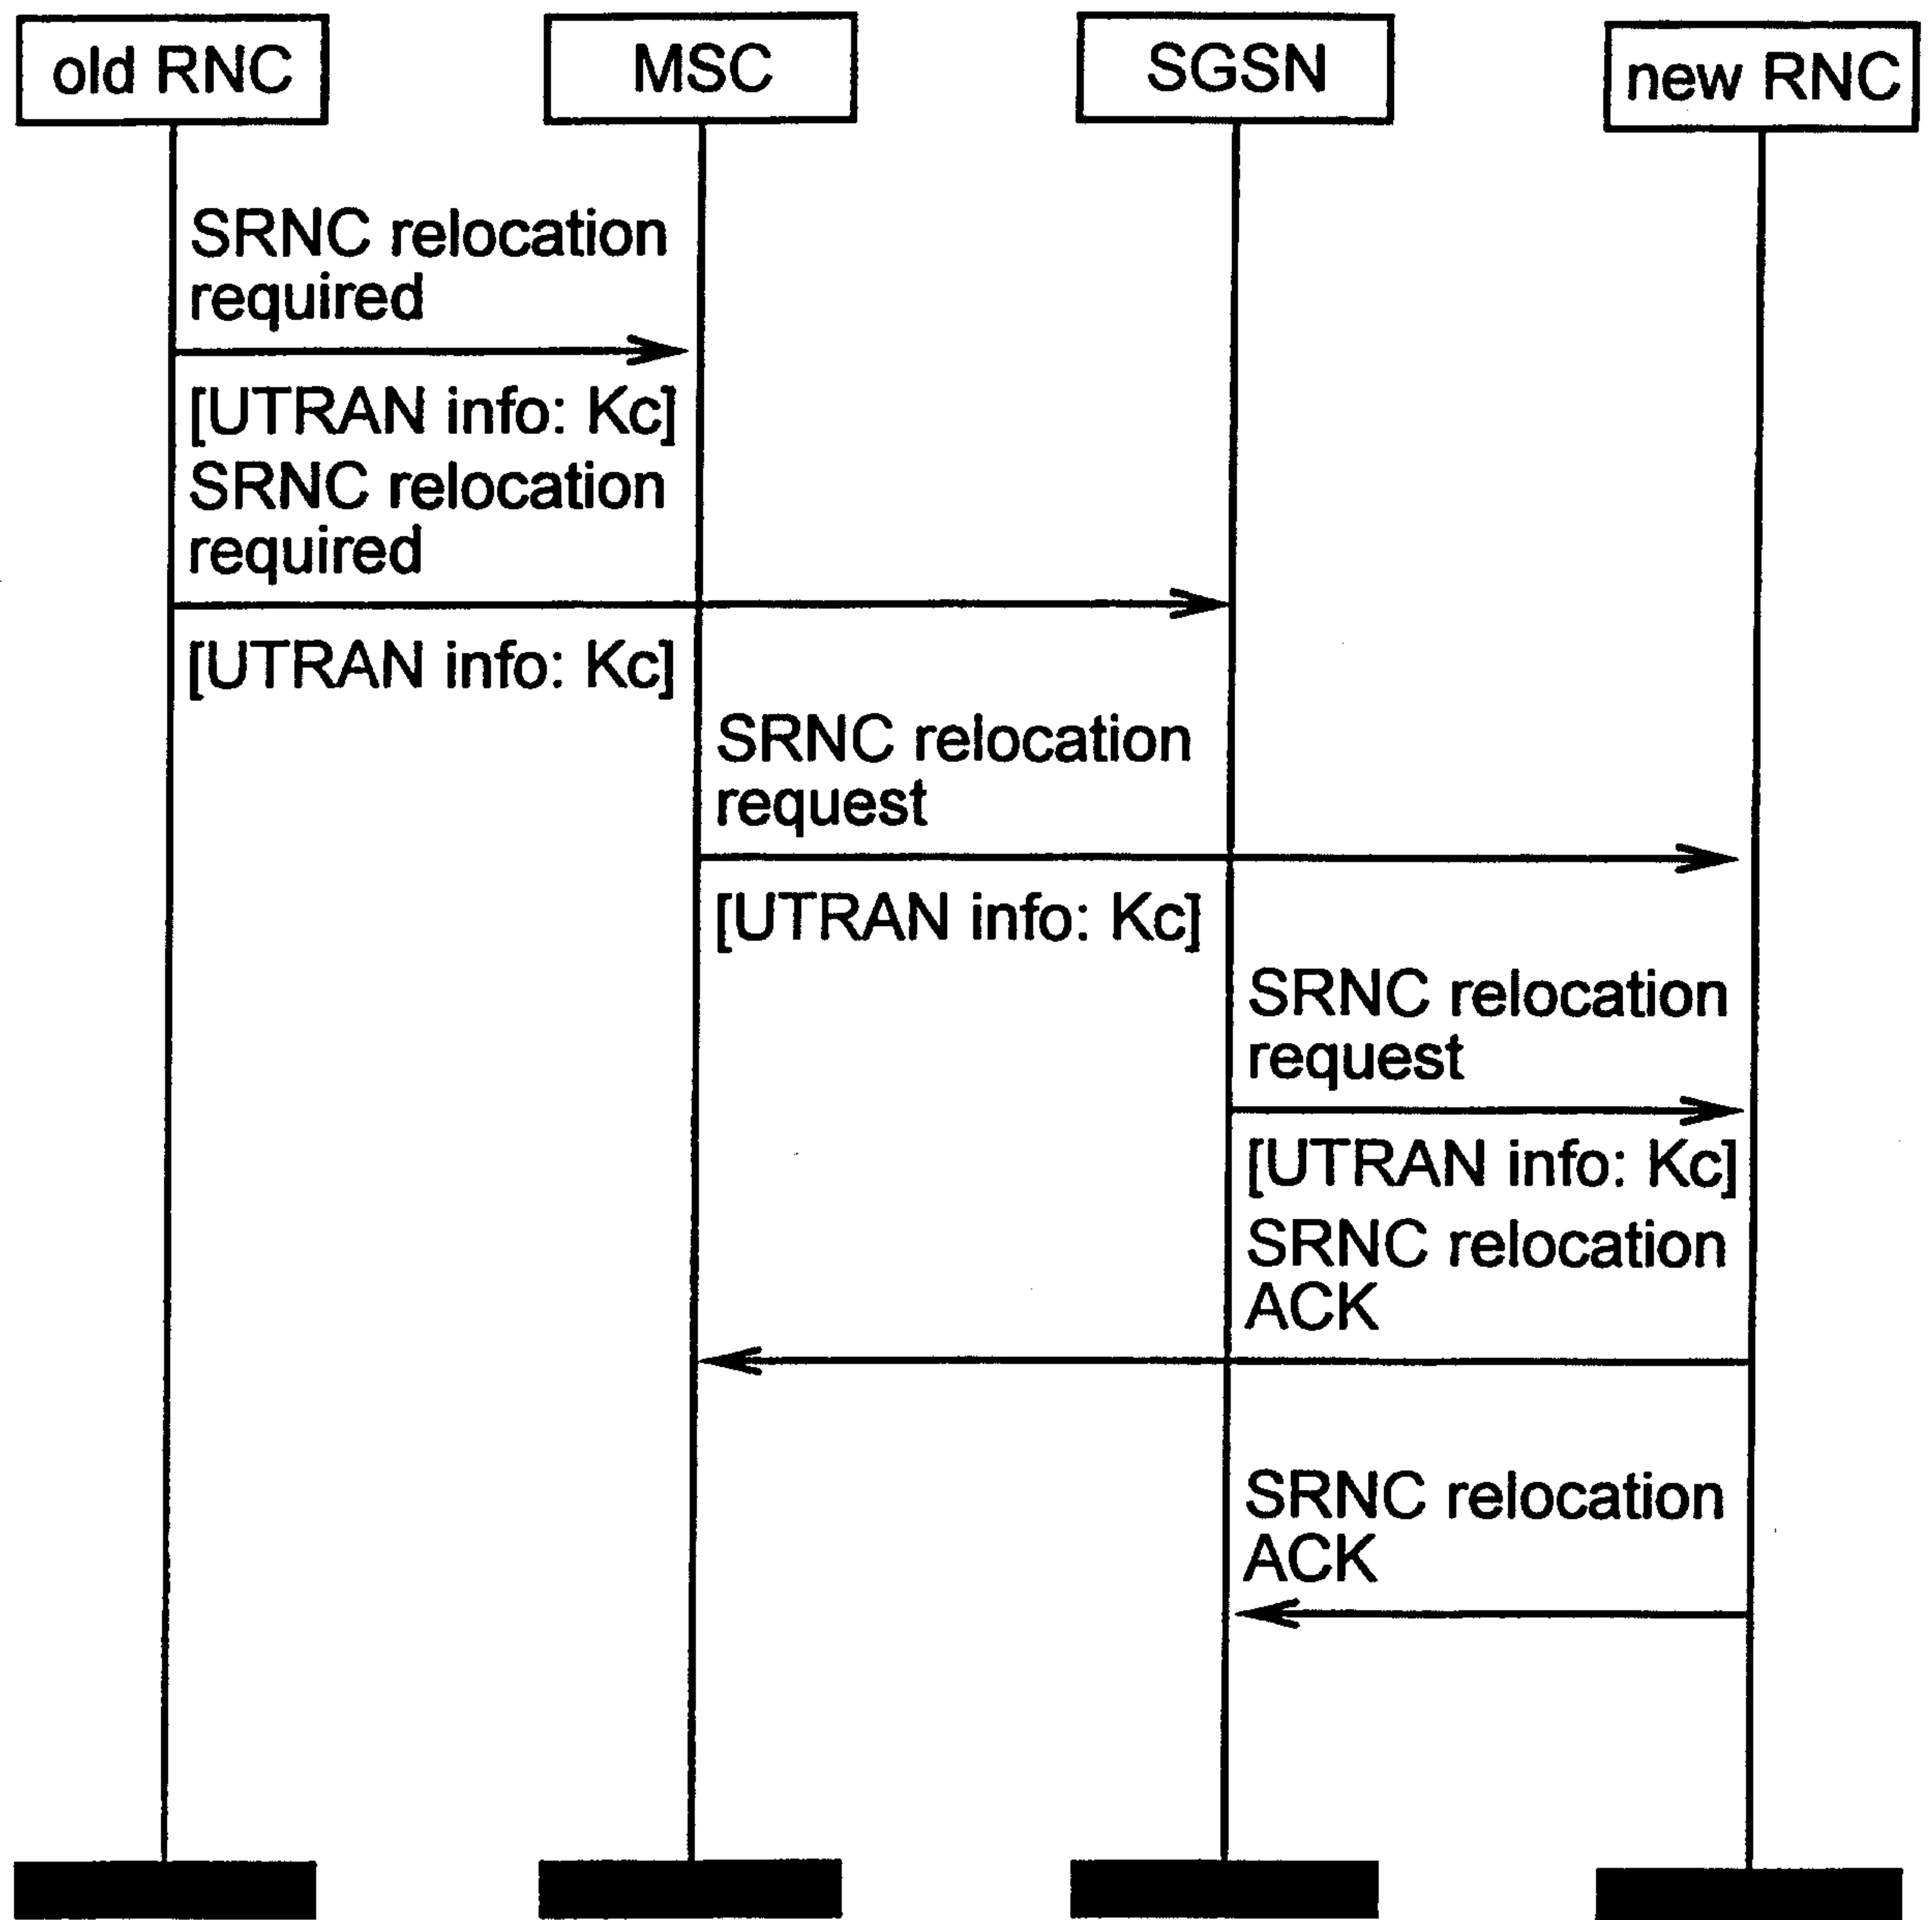 old RNC
MSC
SGSN
new RNC
SRNC relocation
required
[UTRAN info: Kc]
SRNC relocation
required
[UTRAN info: Kc]
SRNC relocation
request
[UTRAN info: Kc]
SRNC relocation
request
[UTRAN info: Kc]
SRNC relocation
ACK
SRNC relocation
ACK